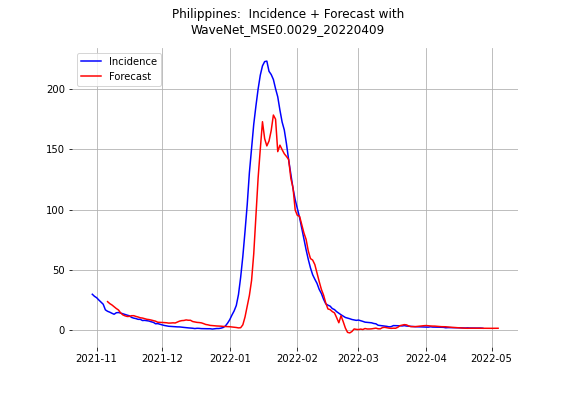 Philippines:  Incidence + Forecast with
WaveNet_MSE0.0029_20220409
Incidence
Forecast
200
150
100
50
0
2021-11 2021-12 2022-01 2022-02 2022-03 2022-04 2022-05